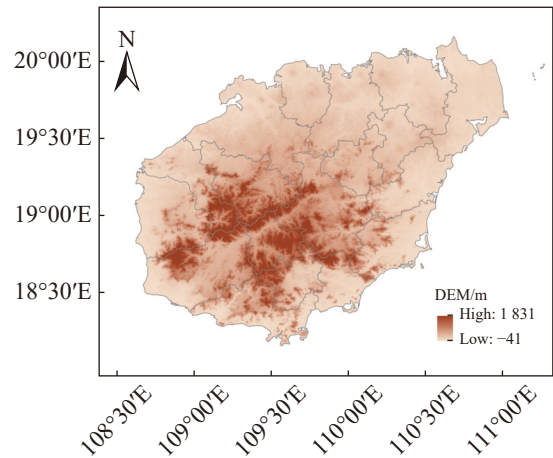 N
20°00′N
19°30′N
19°00′N
18°30′N
DEM/m
High: 1 831
Low: −41
108°30′E
109°00′E
109°30′E
110°00′E
110°30′E
111°00′E